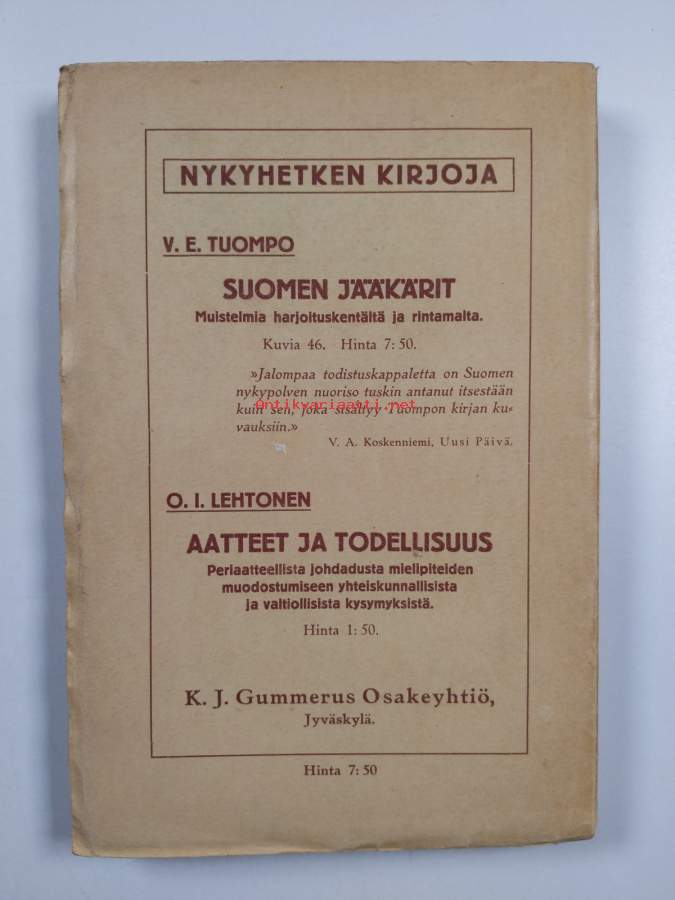 NYKYHETKEN KIRJOJA
V. E. TUOMPO
SUOMEN JÄÄKÄRIT
Muistelmia harjoituskentältä ja rintamalta.
Kuvia 46. Hinta 7: 50.
»Jalompaa todistuskappaletta on Suomen
nykypolven nuoriso tuskin antanut itsestään
Antikvariaatti.net
kuin sen, joka sisältyy Tuompon kirjan ku-
vauksiin.»
V. A. Koskenniemi, Uusi Päivä.
O. I. LEHTONEN
AATTEET JA TODELLISUUS
Periaatteellista johdadusta mielipiteiden
muodostumiseen yhteiskunnallisista
ja valtiollisista kysymyksistä.
Hinta 1: 50.
K. J. Gummerus Osakeyhtiö,
Jyväskylä.
Hinta 7: 50